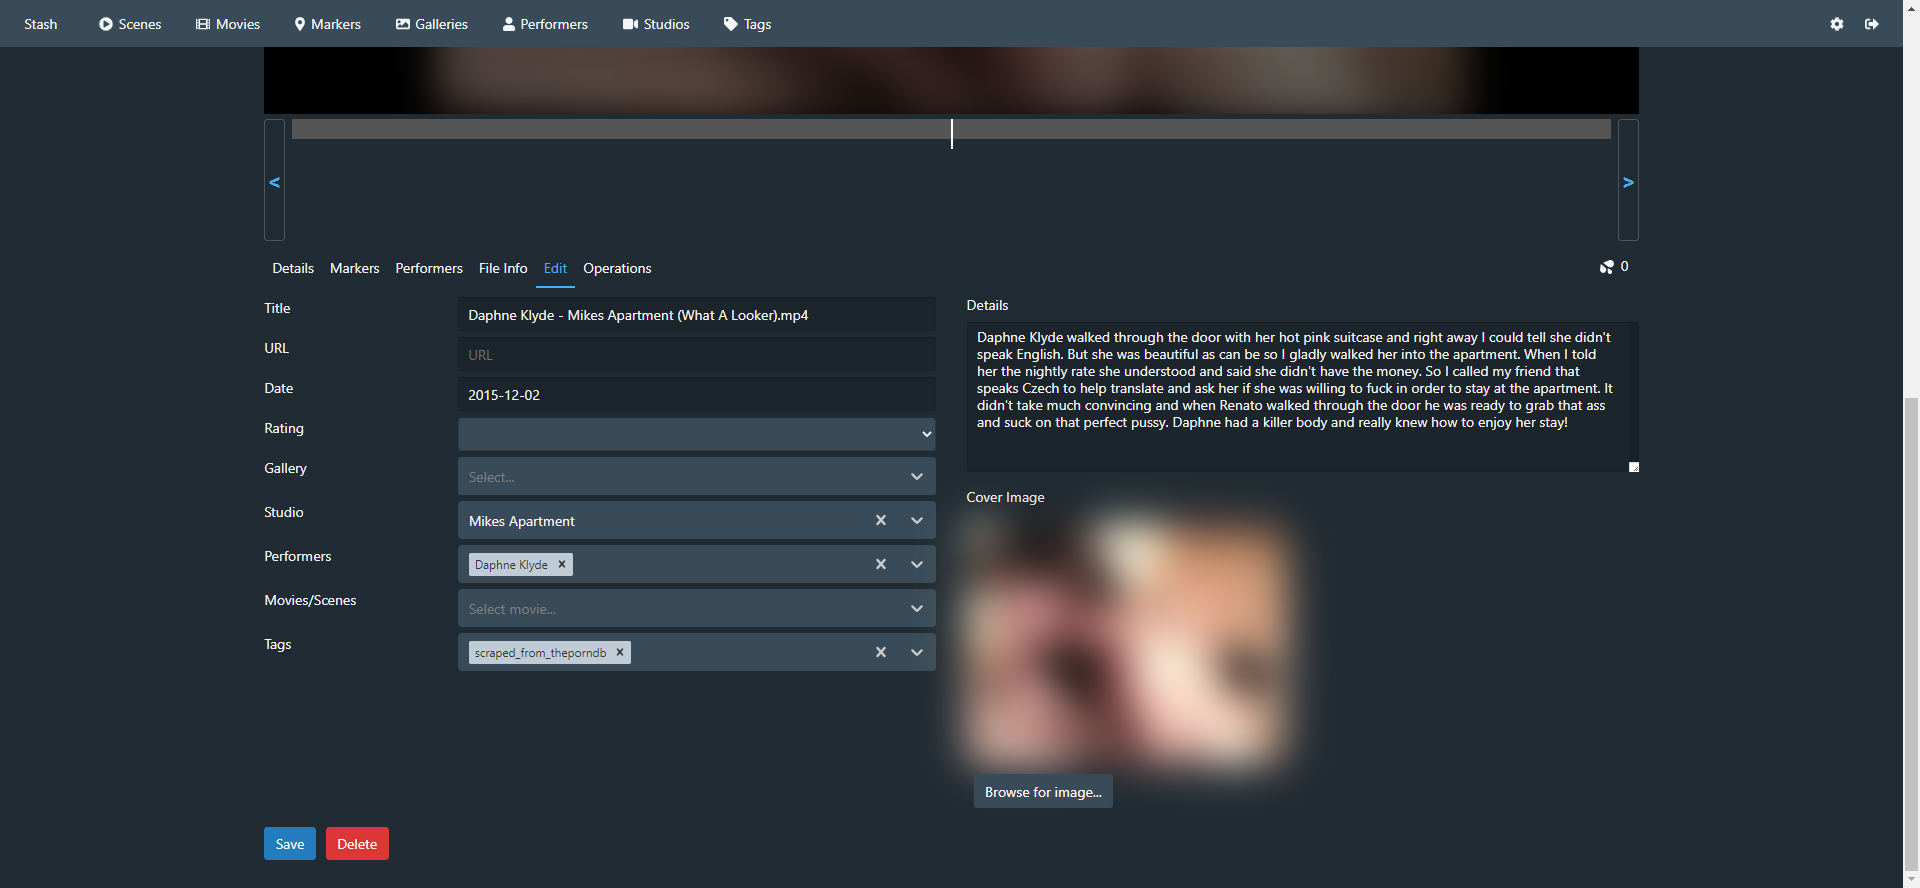 Stash
Scenes
Movies
Markers
Galleries
Performers
Studios
Tags
<
>
Details
Markers
Performers
File Info
Edit
Operations
0
Title
Daphne Klyde - Mikes Apartment (What A Looker).mp4
URL
URL
Date
2015-12-02
Rating
Gallery
Select...
Studio
Mikes Apartment
Performers
Daphne Klyde
Movies/Scenes
Select movie...
Tags
scraped_from_theporndb
Details
Daphne Klyde walked through the door with her hot pink suitcase and right away I could tell she didn't
speak English. But she was beautiful as can be so I gladly walked her into the apartment. When I told
her the nightly rate she understood and said she didn't have the money. So I called my friend that
speaks Czech to help translate and ask her if she was willing to fuck in order to stay at the apartment. It
didn't take much convincing and when Renato walked through the door he was ready to grab that ass
and suck on that perfect pussy. Daphne had a killer body and really knew how to enjoy her stay!
Cover Image
Browse for image...
Save
Delete